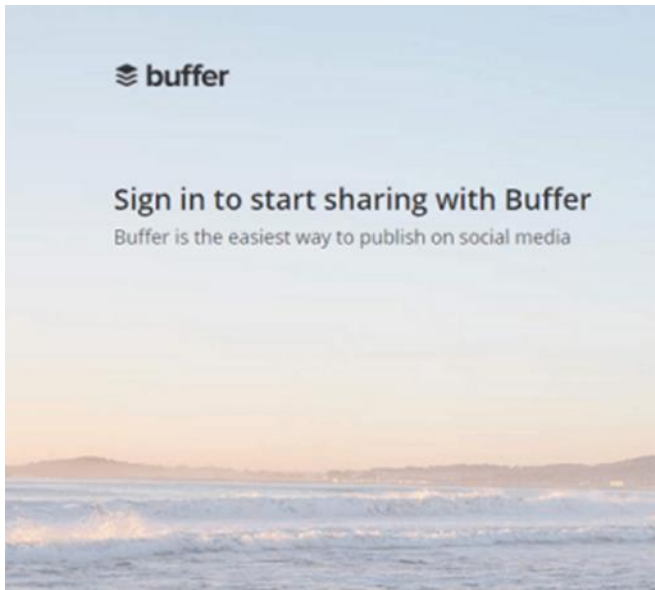 buffer
Sign in to start sharing with Buffer
Buffer is the easiest way to publish on social media